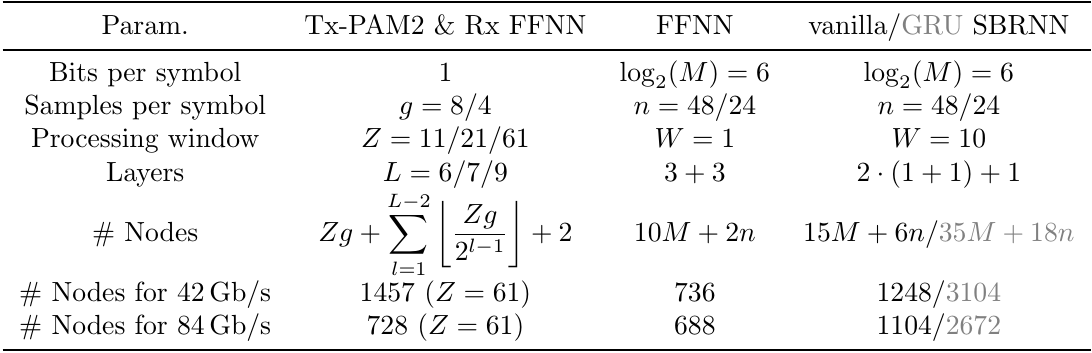 Param. Tx-PAM2 & Rx FFNN FFNN vanilla/GRU SBRNN
Bits per symbol 1 log₂(M) = 6 log₂(M) = 6
Samples per symbol g = 8/4 n = 48/24 n = 48/24
Processing window Z = 11/21/61 W = 1 W = 10
Layers L = 6/7/9 3 + 3 2 · (1 + 1) + 1
# Nodes Zg + ∑_{l=1}^{L−2} ⌊Zg/2^{l−1}⌋ + 2 10M + 2n 15M + 6n/35M + 18n
# Nodes for 42 Gb/s 1457 (Z = 61) 736 1248/3104
# Nodes for 84 Gb/s 728 (Z = 61) 688 1104/2672